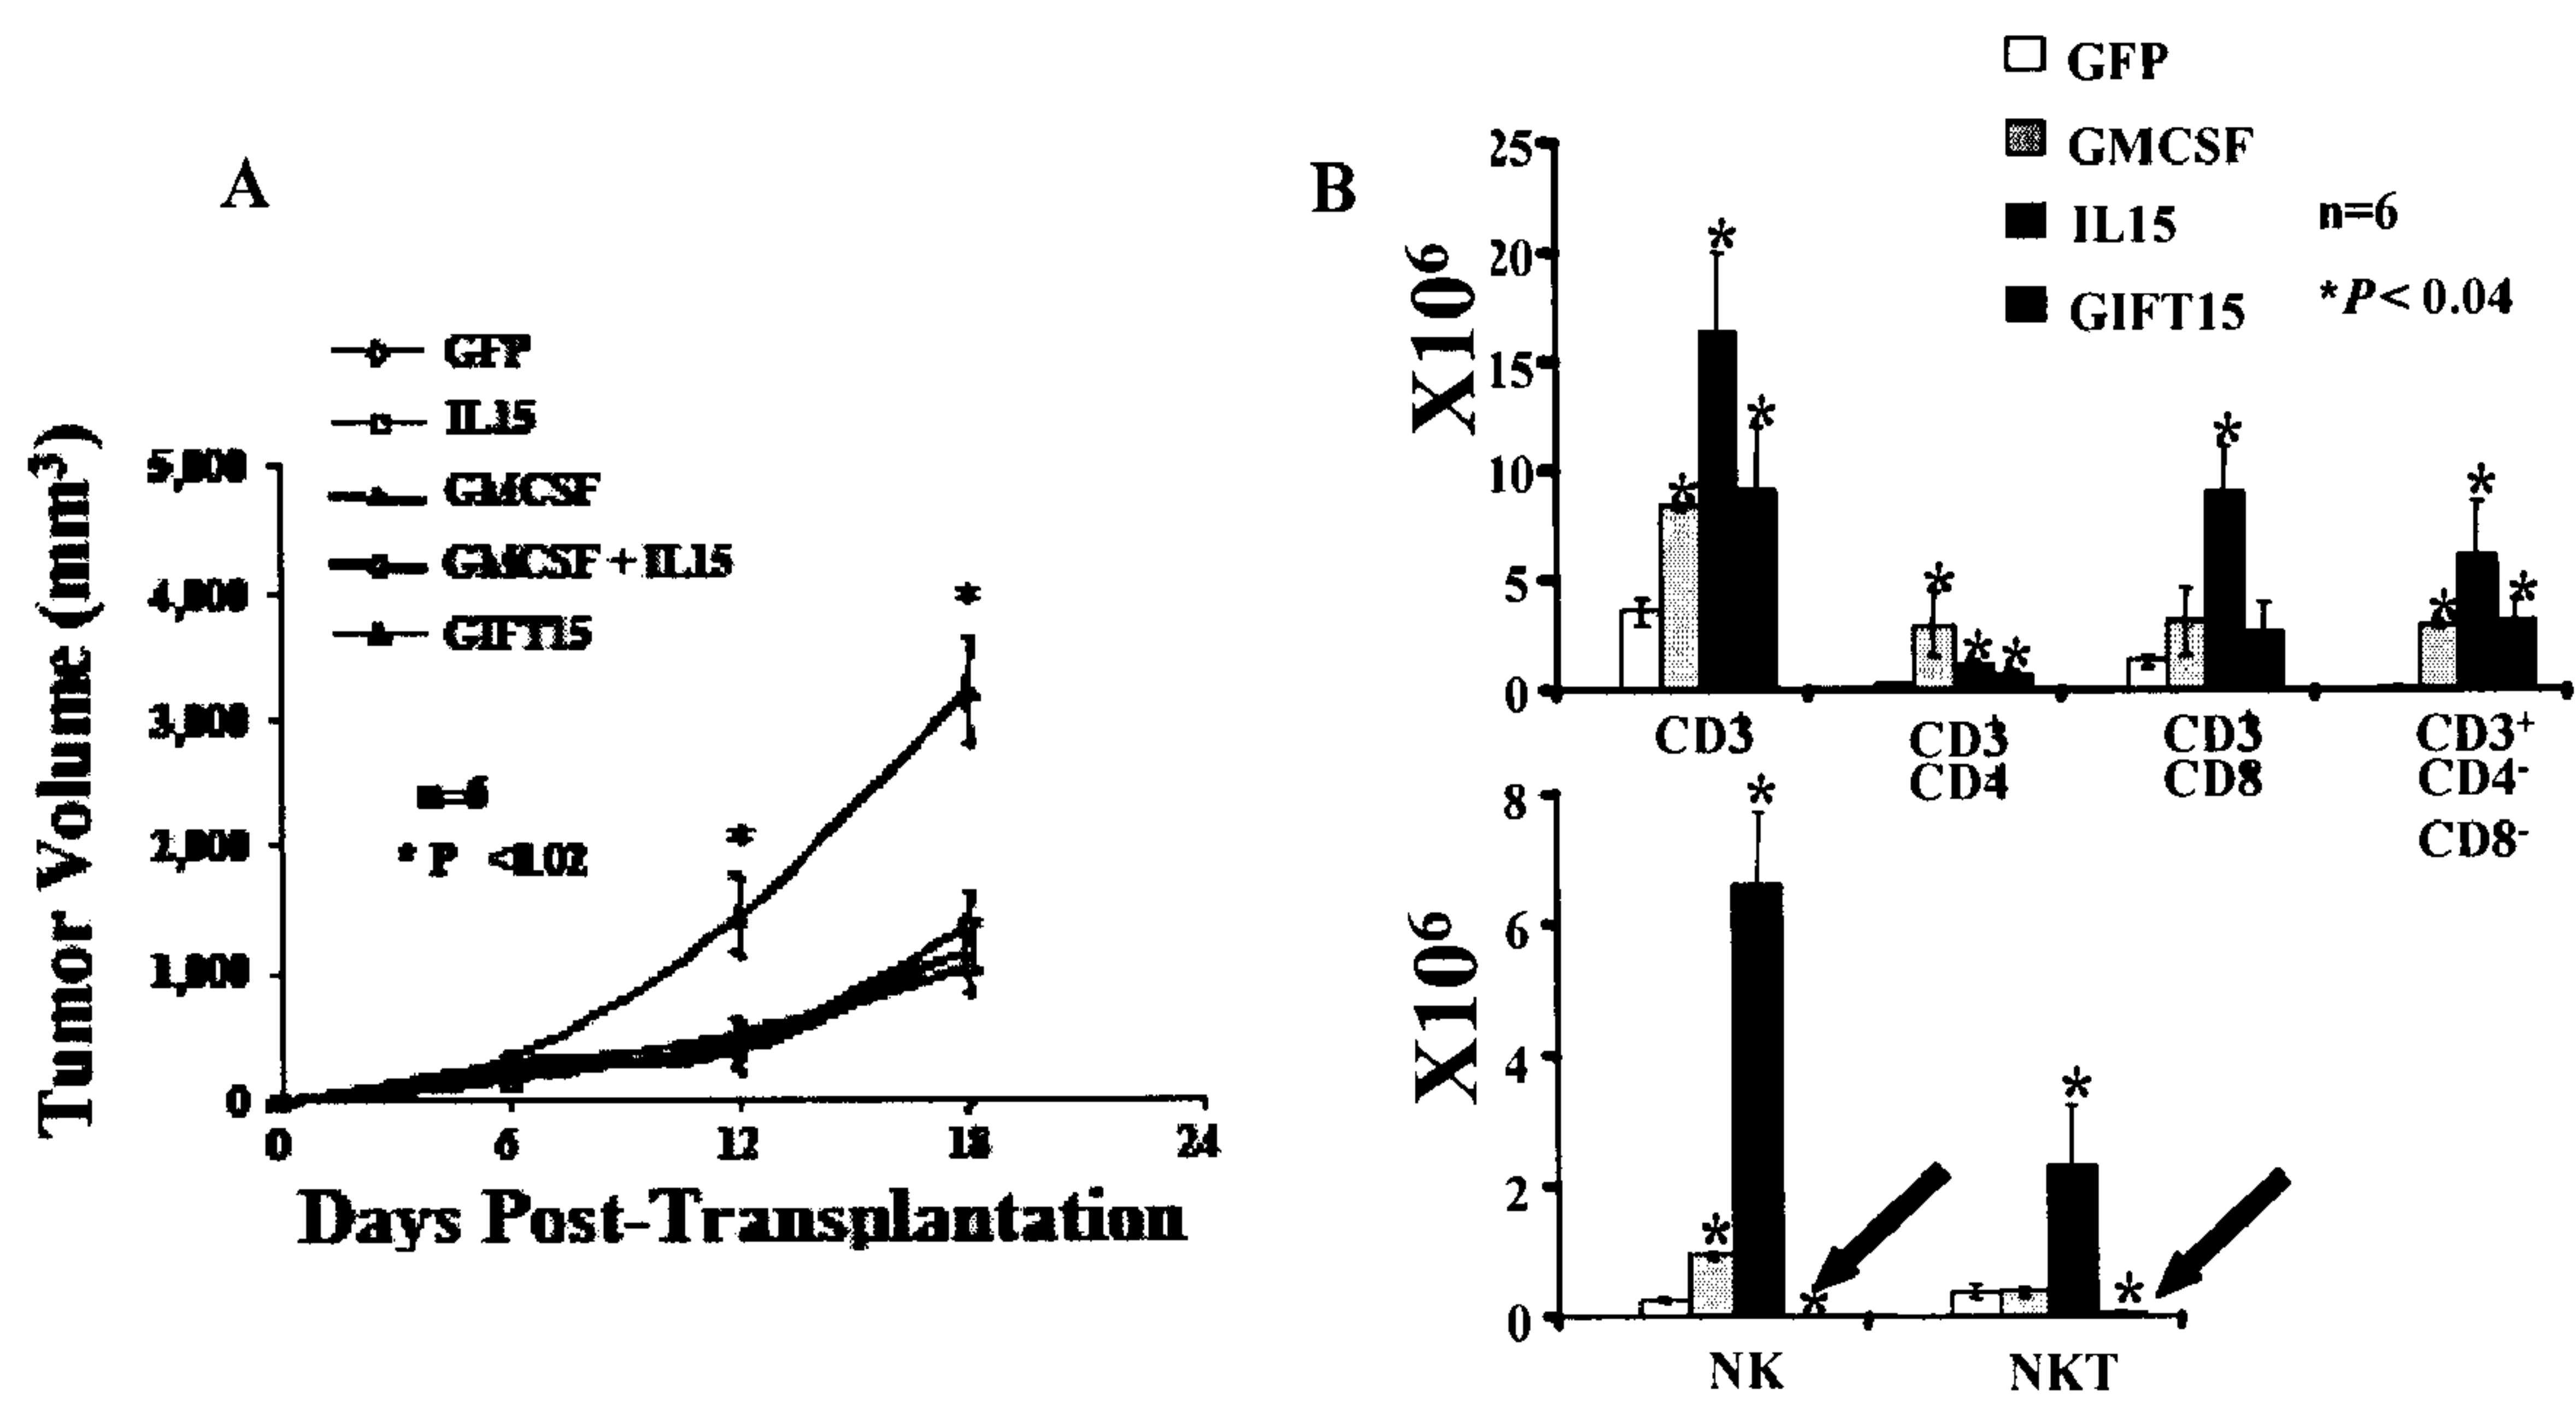 A
GFP
IL15
GMCSF
GMCSF + IL15
GIFT15
Tumor Volume (mm³)
5,000
4,000
3,000
2,000
1,000
0
* P
0
6
12
18
24
Days Post-Transplantation
B
GFP
GMCSF
IL15
GIFT15
n=6
*P< 0.04
X10⁶
25
20
15
10
5
0
*
*
*
*
*
*
*
*
*
*
CD3⁺
CD3⁺
CD4⁺
CD3⁺
CD8⁺
CD3⁺
CD4⁻
CD8⁻
X10⁶
8
6
4
2
0
*
*
*
*
*
NK
NKT